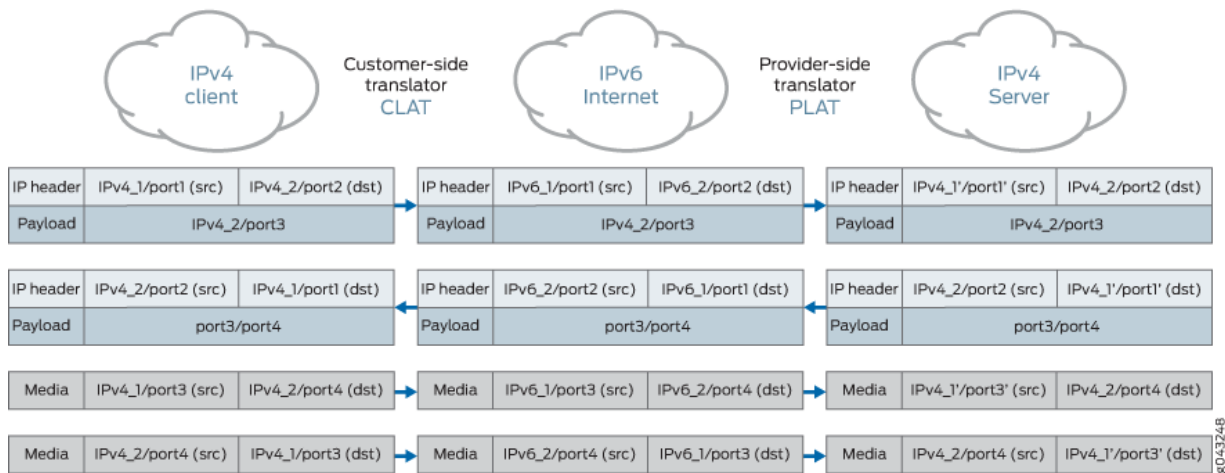 IPv4
client
Customer-side
translator
CLAT
IPv6
Internet
Provider-side
translator
PLAT
IPv4
Server
IP header IPv4_1/port1 (src) IPv4_2/port2 (dst) IP header IPv6_1/port1 (src) IPv6_2/port2 (dst) IP header IPv4_1'/port1' (src) IPv4_2/port2 (dst)
Payload IPv4_2/port3 Payload IPv4_2/port3 Payload IPv4_2/port3
IP header IPv4_2/port2 (src) IPv4_1/port1 (dst) IP header IPv6_2/port2 (src) IPv6_1/port1 (dst) IP header IPv4_2/port2 (src) IPv4_1'/port1' (dst)
Payload port3/port4 Payload port3/port4 Payload port3/port4
Media IPv4_1/port3 (src) IPv4_2/port4 (dst) Media IPv6_1/port3 (src) IPv6_2/port4 (dst) Media IPv4_1'/port3' (src) IPv4_2/port4 (dst)
Media IPv4_2/port4 (src) IPv4_1/port3 (dst) Media IPv6_2/port4 (src) IPv6_1/port3 (dst) Media IPv4_2/port4 (src) IPv4_1'/port3' (dst)
g043248